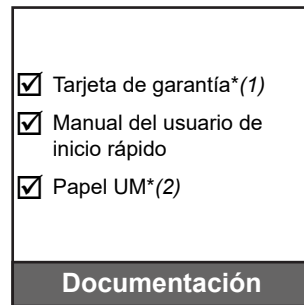 Tarjeta de garantía*(1)
Manual del usuario de
inicio rápido
Papel UM*(2)
Documentación